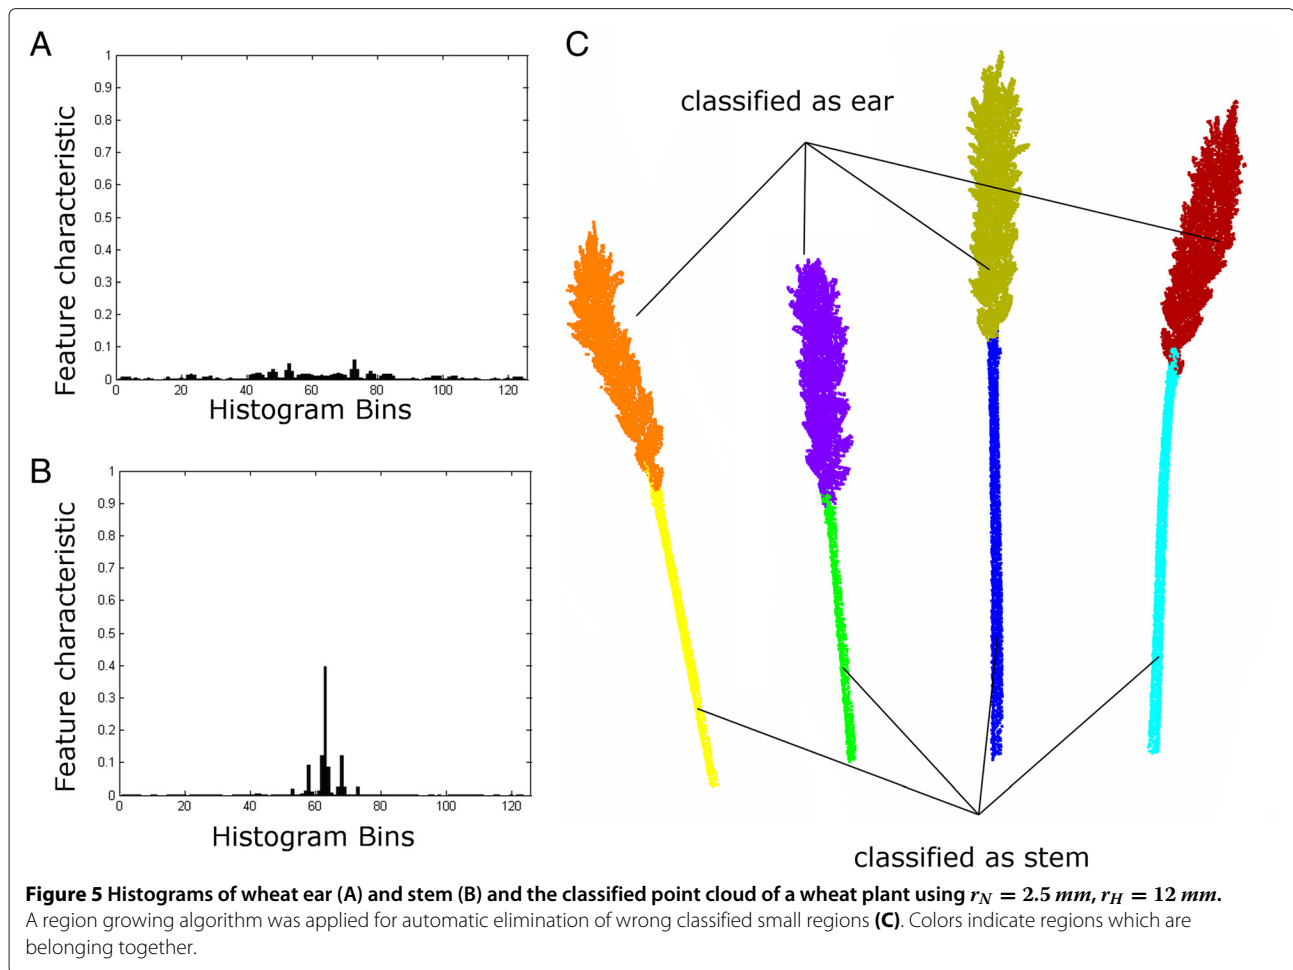 A
1
0.9
0.8
0.7
0.6
0.5
0.4
0.3
0.2
0.1
0
0 20 40 60 80 100 120
Feature characteristic
Histogram Bins
B
1
0.9
0.8
0.7
0.6
0.5
0.4
0.3
0.2
0.1
0
0 20 40 60 80 100 120
Feature characteristic
Histogram Bins
C
classified as ear
classified as stem
Figure 5 Histograms of wheat ear (A) and stem (B) and the classified point cloud of a wheat plant using r_N = 2.5 mm, r_H = 12 mm.
A region growing algorithm was applied for automatic elimination of wrong classified small regions (C). Colors indicate regions which are
belonging together.